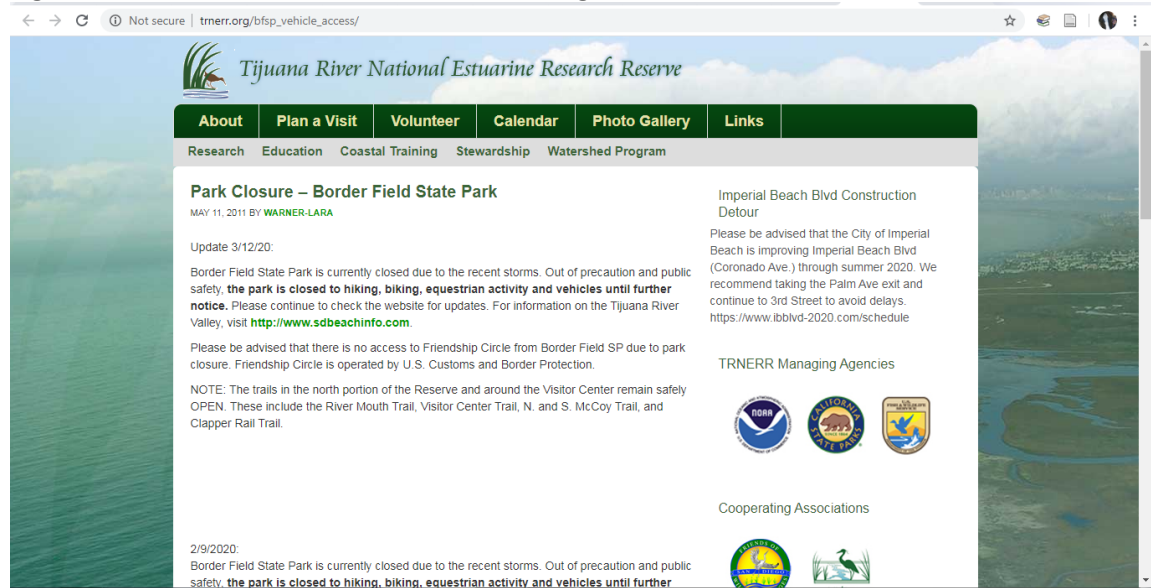 Not secure | trnerr.org/bfsp_vehicle_access/
Tijuana River National Estuarine Research Reserve
About Plan a Visit Volunteer Calendar Photo Gallery Links
Research Education Coastal Training Stewardship Watershed Program
Park Closure – Border Field State Park
MAY 11, 2011 BY WARNER-LARA
Update 3/12/20:
Border Field State Park is currently closed due to the recent storms. Out of precaution and public
safety, the park is closed to hiking, biking, equestrian activity and vehicles until further
notice. Please continue to check the website for updates. For information on the Tijuana River
Valley, visit http://www.sdbeachinfo.com.
Please be advised that there is no access to Friendship Circle from Border Field SP due to park
closure. Friendship Circle is operated by U.S. Customs and Border Protection.
NOTE: The trails in the north portion of the Reserve and around the Visitor Center remain safely
OPEN. These include the River Mouth Trail, Visitor Center Trail, N. and S. McCoy Trail, and
Clapper Rail Trail.
2/9/2020:
Border Field State Park is currently closed due to the recent storms. Out of precaution and public
safety, the park is closed to hiking, biking, equestrian activity and vehicles until further
Imperial Beach Blvd Construction
Detour
Please be advised that the City of Imperial
Beach is improving Imperial Beach Blvd
(Coronado Ave.) through summer 2020. We
recommend taking the Palm Ave exit and
continue to 3rd Street to avoid delays.
https://www.ibblvd-2020.com/schedule
TRNERR Managing Agencies
NOAA
CALIFORNIA
STATE PARKS
Cooperating Associations
FRIENDS OF
SAN DIEGO